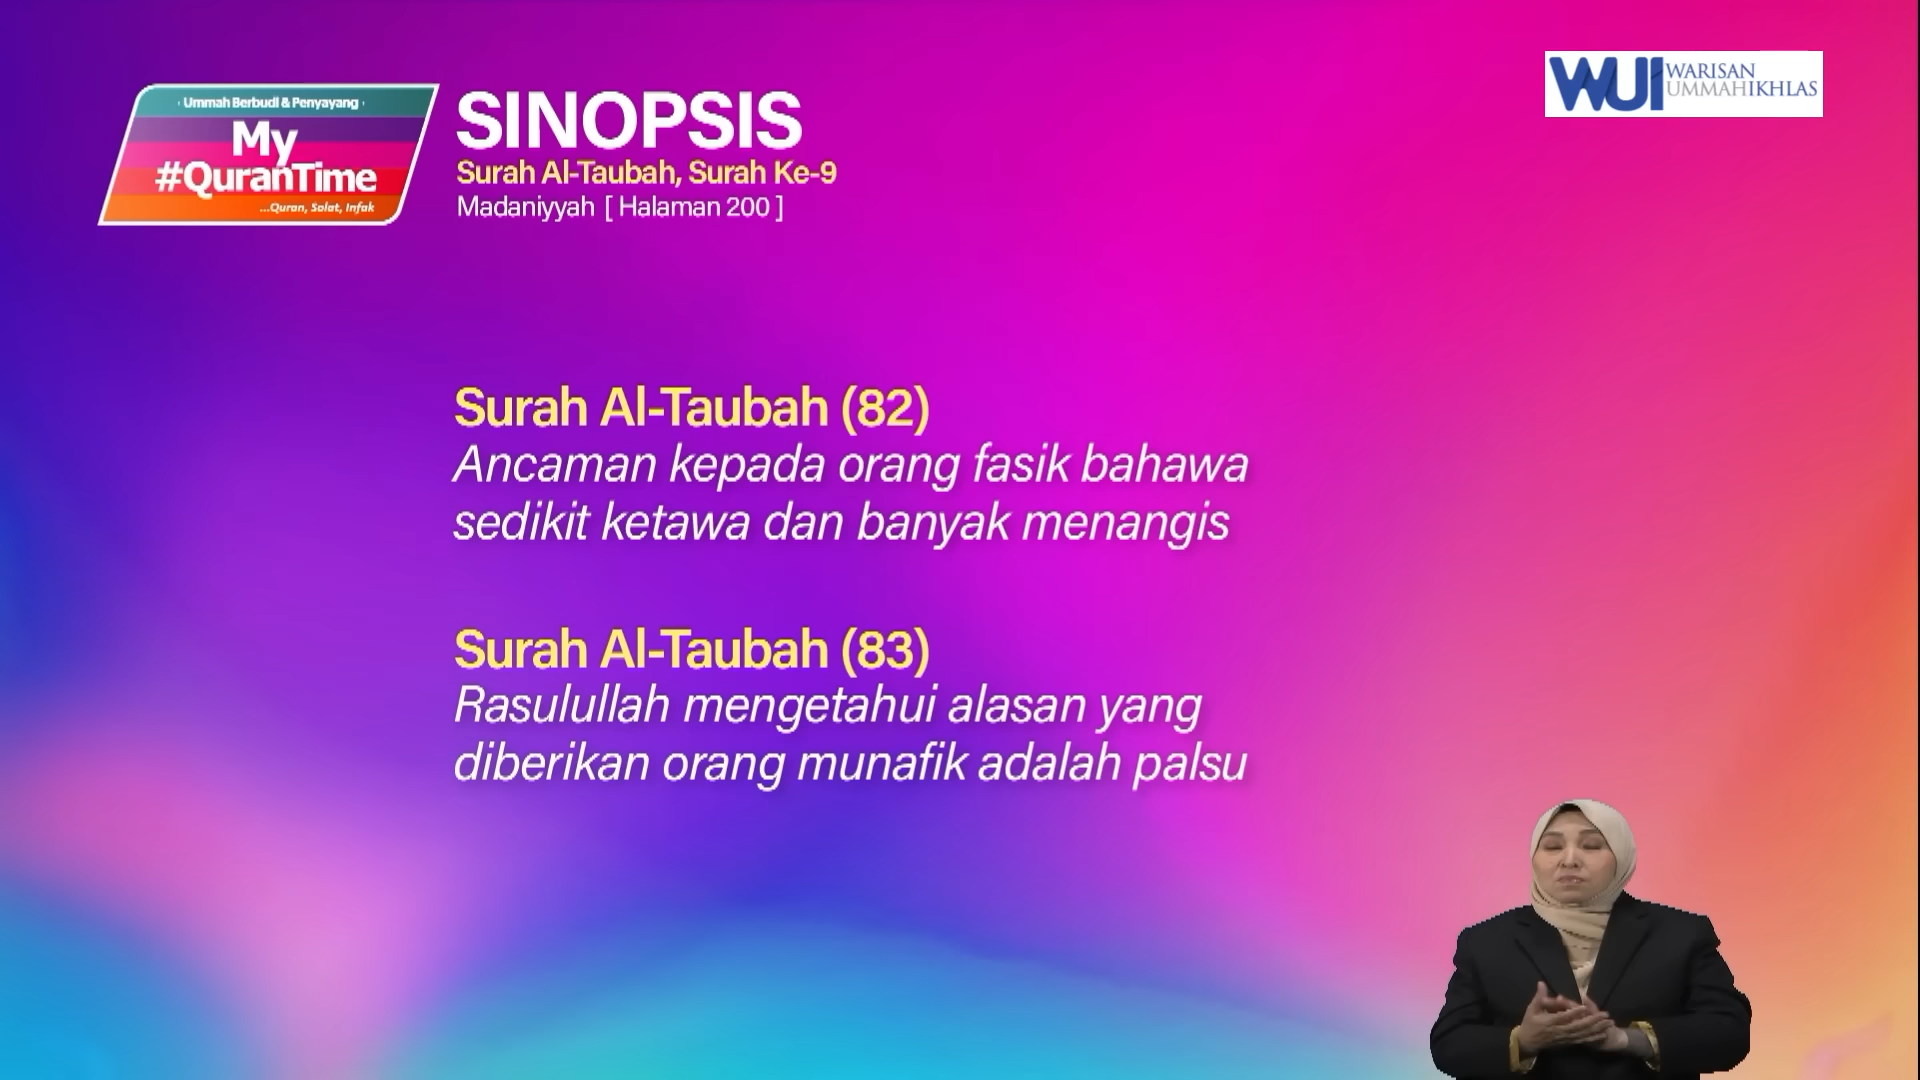 · Ummah Berbudi & Penyayang ·
My
#QuranTime
...Quran, Solat, Infak
SINOPSIS
Surah Al-Taubah, Surah Ke-9
Madaniyyah [ Halaman 200 ]
WUI WARISAN
UMMAHIKHLAS
Surah Al-Taubah (82)
Ancaman kepada orang fasik bahawa
sedikit ketawa dan banyak menangis
Surah Al-Taubah (83)
Rasulullah mengetahui alasan yang
diberikan orang munafik adalah palsu